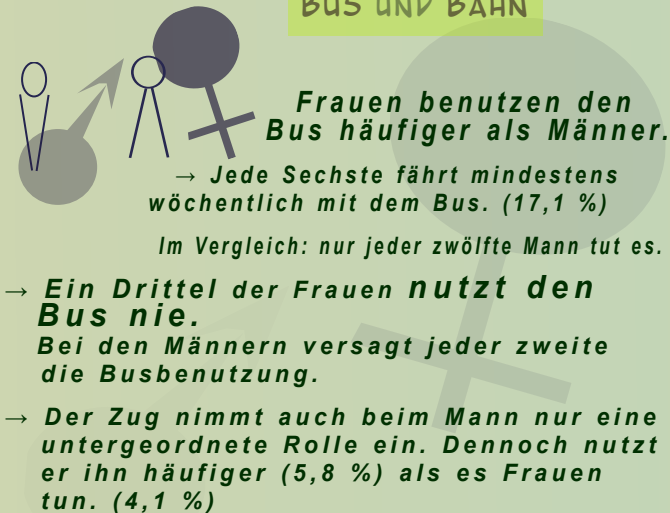 BUS UND BAHN
Frauen benutzen den
Bus häufiger als Männer.
→ Jede Sechste fährt mindestens
wöchentlich mit dem Bus. (17,1 %)
Im Vergleich: nur jeder zwölfte Mann tut es.
→ Ein Drittel der Frauen nutzt den
Bus nie.
Bei den Männern versagt jeder zweite
die Busbenutzung.
→ Der Zug nimmt auch beim Mann nur eine
untergeordnete Rolle ein. Dennoch nutzt
er ihn häufiger (5,8 %) als es Frauen
tun. (4,1 %)